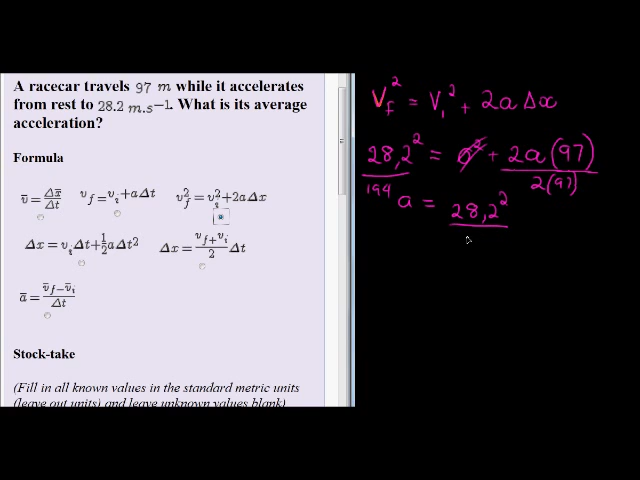 A racecar travels 97 m while it accelerates
from rest to 28.2 m.s−1. What is its average
acceleration?
Formula
v̄ = Δx̄/Δt   v_f = v_i + aΔt   v_f² = v_i² + 2aΔx
Δx = v_iΔt + ½aΔt²   Δx = (v_f + v_i)/2 Δt
ā = (v̄_f − v̄_i)/Δt
Stock-take
(Fill in all known values in the standard metric units
(leave out units) and leave unknown values blank)
V_f² = V_i² + 2aΔx
28,2² = 0² + 2a(97)
194   2(97)
a = 28,2²